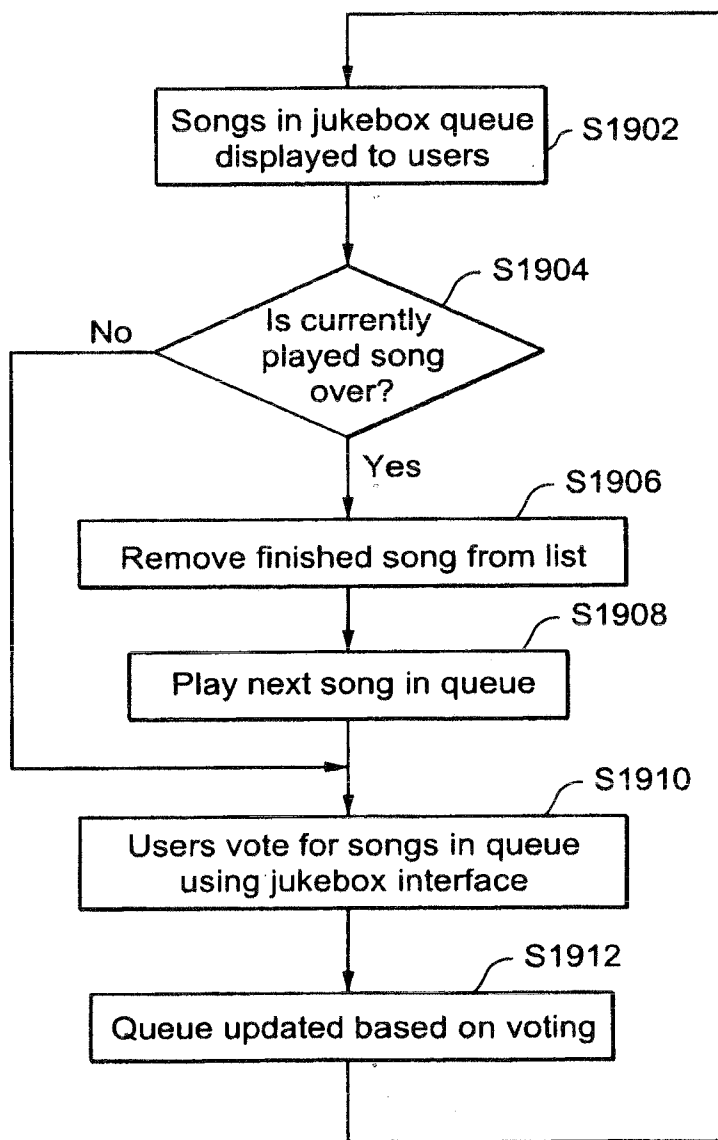 Songs in jukebox queue
displayed to users
S1902
S1904
Is currently
played song
over?
No
Yes
S1906
Remove finished song from list
S1908
Play next song in queue
S1910
Users vote for songs in queue
using jukebox interface
S1912
Queue updated based on voting